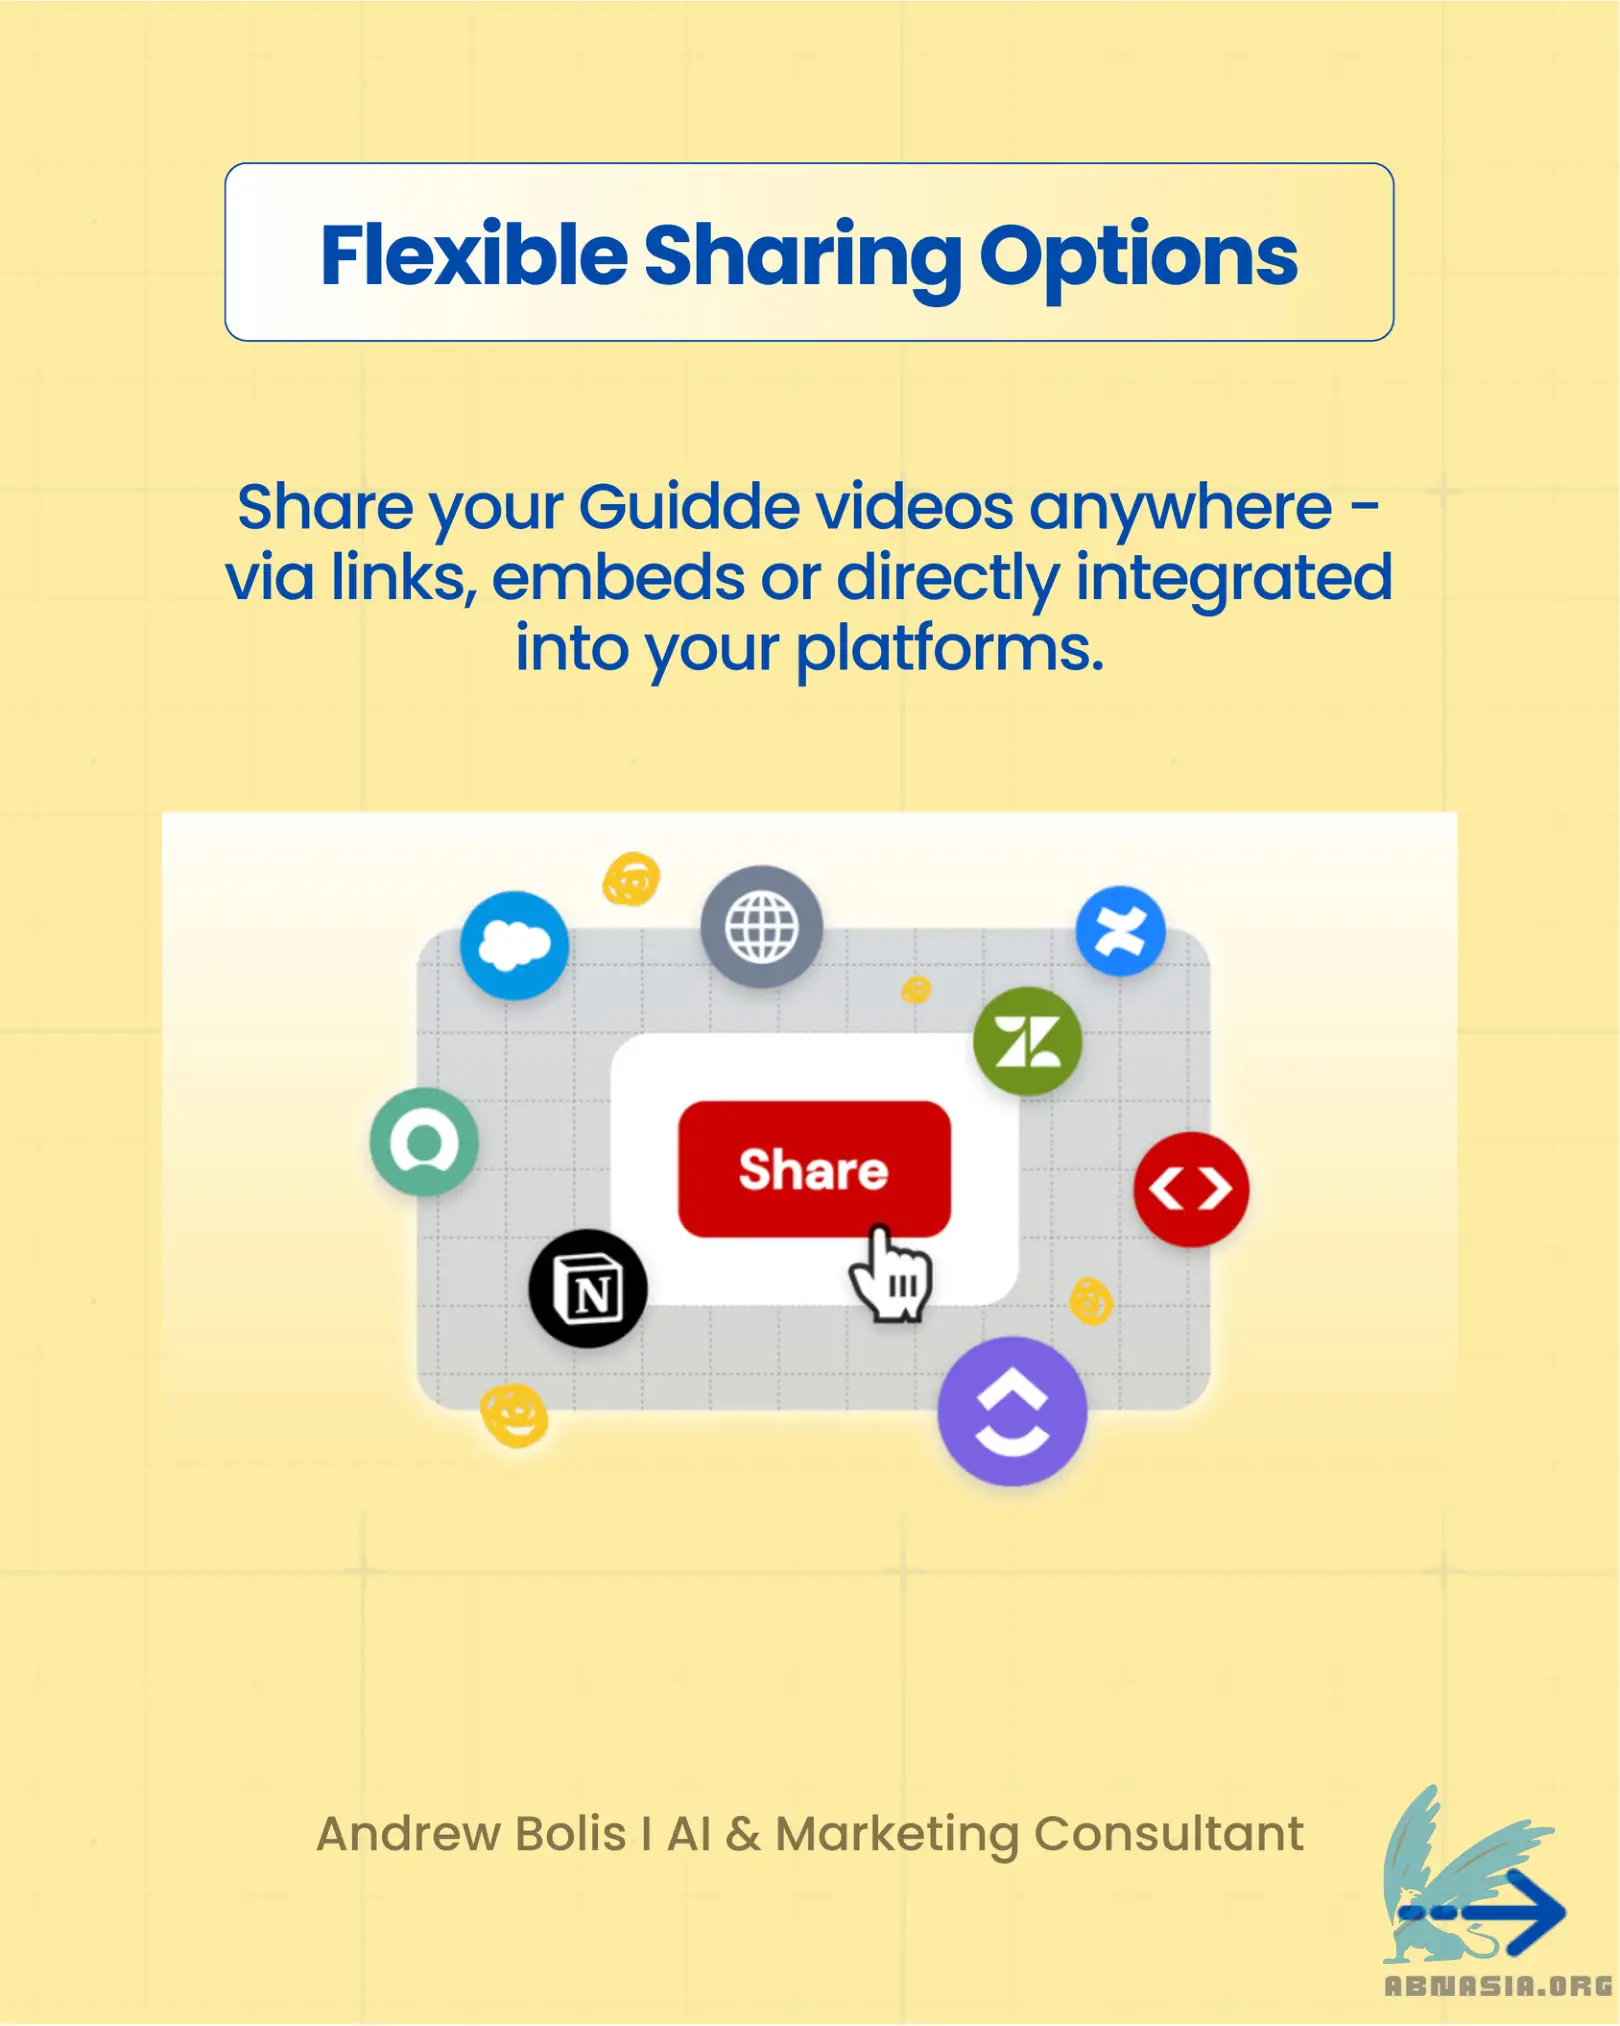 Flexible Sharing Options
Share your Guidde videos anywhere -
via links, embeds or directly integrated
into your platforms.
Share
N
Andrew Bolis I AI & Marketing Consultant
ABNASIA.ORG